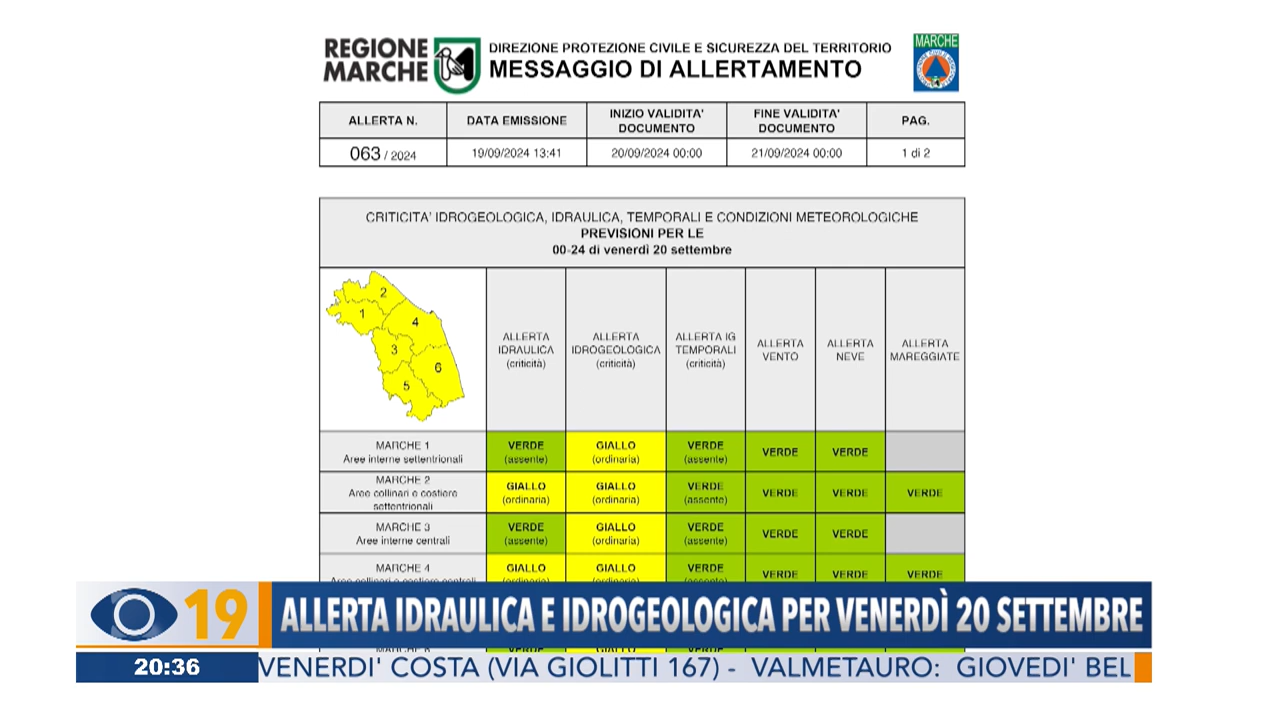 REGIONE
MARCHE
DIREZIONE PROTEZIONE CIVILE E SICUREZZA DEL TERRITORIO
MESSAGGIO DI ALLERTAMENTO
MARCHE
ALLERTA N.
DATA EMISSIONE
INIZIO VALIDITA'
DOCUMENTO
FINE VALIDITA'
DOCUMENTO
PAG.
063 / 2024
19/09/2024 13:41
20/09/2024 00:00
21/09/2024 00:00
1 di 2
CRITICITA' IDROGEOLOGICA, IDRAULICA, TEMPORALI E CONDIZIONI METEOROLOGICHE
PREVISIONI PER LE
00-24 di venerdì 20 settembre
2
1
4
3
6
5
ALLERTA
IDRAULICA
(criticità)
ALLERTA
IDROGEOLOGICA
(criticità)
ALLERTA IG
TEMPORALI
(criticità)
ALLERTA
VENTO
ALLERTA
NEVE
ALLERTA
MAREGGIATE
MARCHE 1
Aree interne settentrionali
VERDE
(assente)
GIALLO
(ordinaria)
VERDE
(assente)
VERDE
VERDE
MARCHE 2
Aree collinari e costiere
settentrionali
GIALLO
(ordinaria)
GIALLO
(ordinaria)
VERDE
(assente)
VERDE
VERDE
VERDE
MARCHE 3
Aree interne centrali
VERDE
(assente)
GIALLO
(ordinaria)
VERDE
(assente)
VERDE
VERDE
MARCHE 4
GIALLO
GIALLO
VERDE
VERDE
VERDE
VERDE
19
ALLERTA IDRAULICA E IDROGEOLOGICA PER VENERDÌ 20 SETTEMBRE
20:36
VENERDI' COSTA (VIA GIOLITTI 167) - VALMETAURO: GIOVEDI' BEL